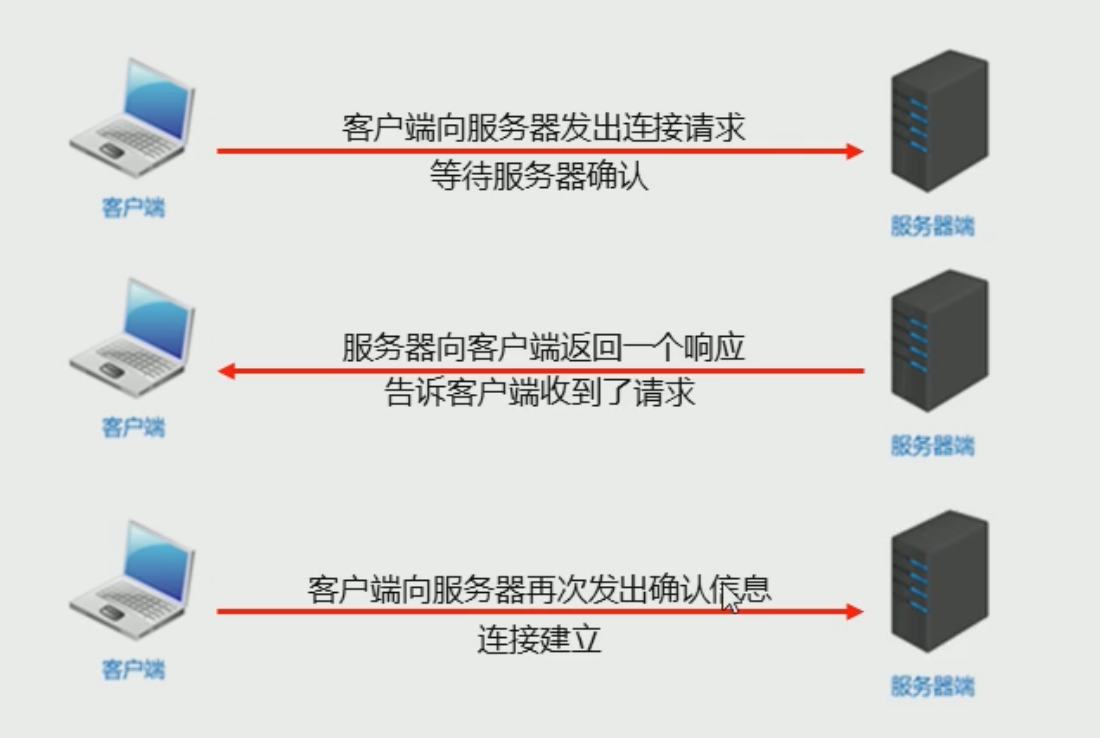 客户端向服务器发出连接请求
等待服务器确认
客户端
服务器端
服务器向客户端返回一个响应
告诉客户端收到了请求
客户端
服务器端
客户端向服务器再次发出确认信息
连接建立
客户端
服务器端